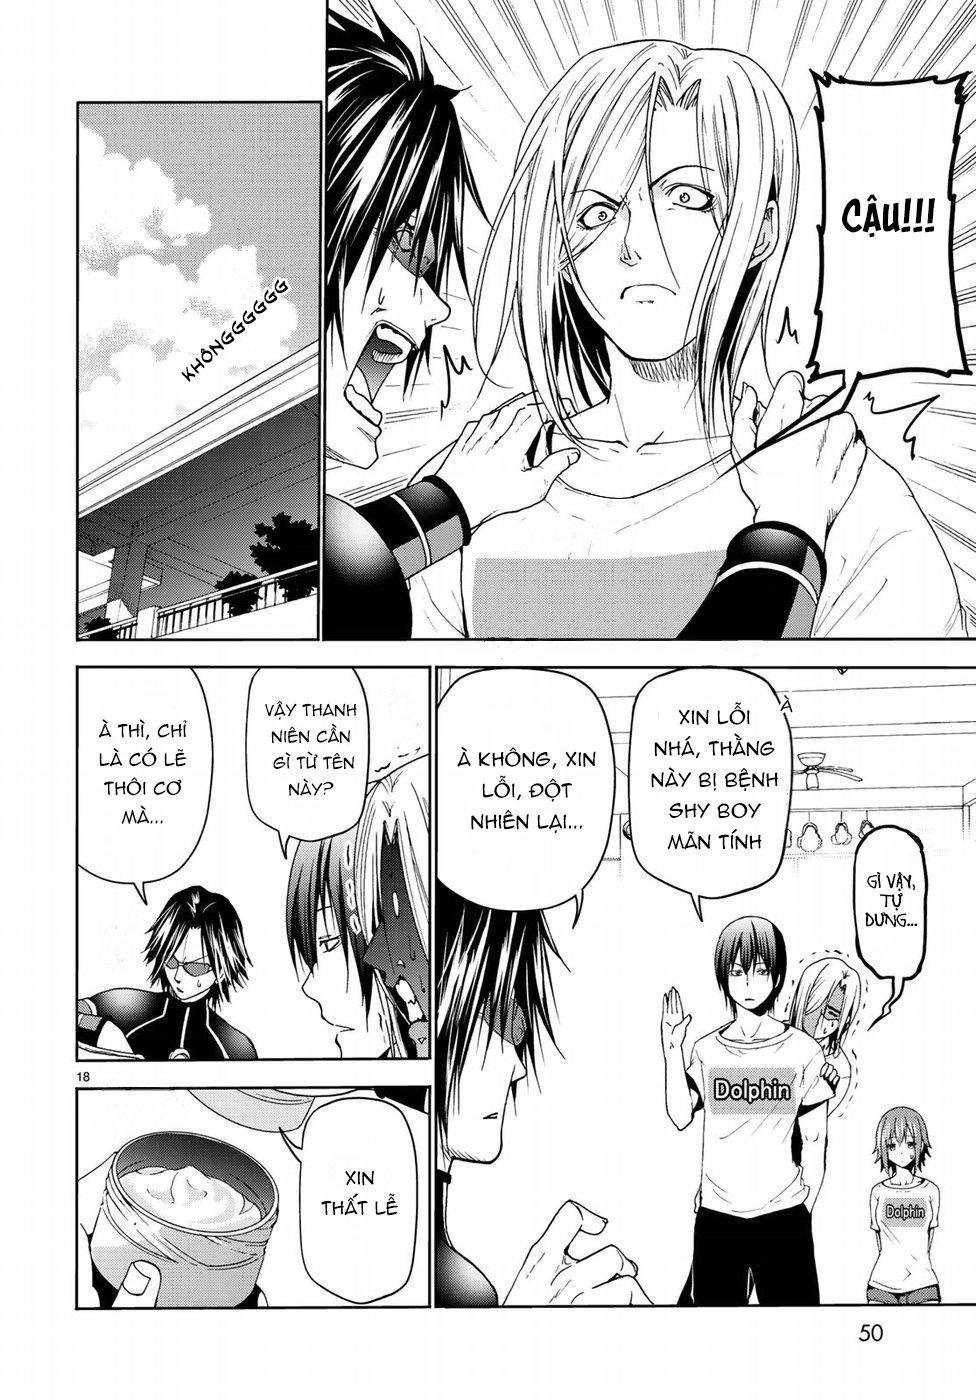 CẬU!!!
KHÔNGGGGGG
À
XIN LỖI
NHÁ, THẰNG
NÀY BỊ BỆNH
SHY BOY
MÃN TÍNH
GÌ VẬY,
TỰ
DƯNG...
À KHÔNG, XIN
LỖI, ĐỘT
NHIÊN LẠI...
Dolphin
Dolphin
VẬY THANH
NIÊN CẦN
GÌ TỪ TÊN
NÀY?
À THÌ, CHỈ
LÀ CÓ LẼ
THÔI CƠ
MÀ...
18
XIN
THẤT LỄ
50